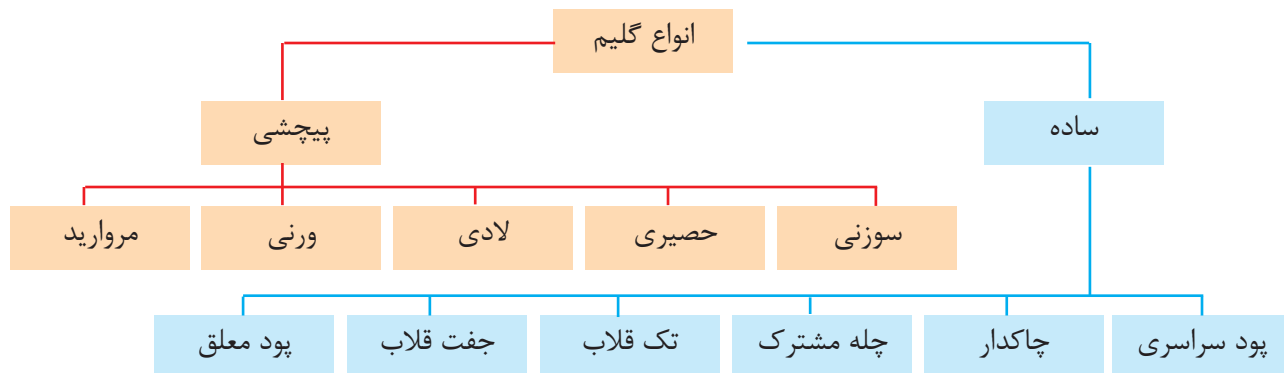 انواع گلیم
ساده
پیچشی
سوزنی
حصیری
لادی
ورنی
مروارید
پود سراسری
چاکدار
چله مشترک
تک قلاب
جفت قلاب
پود معلق